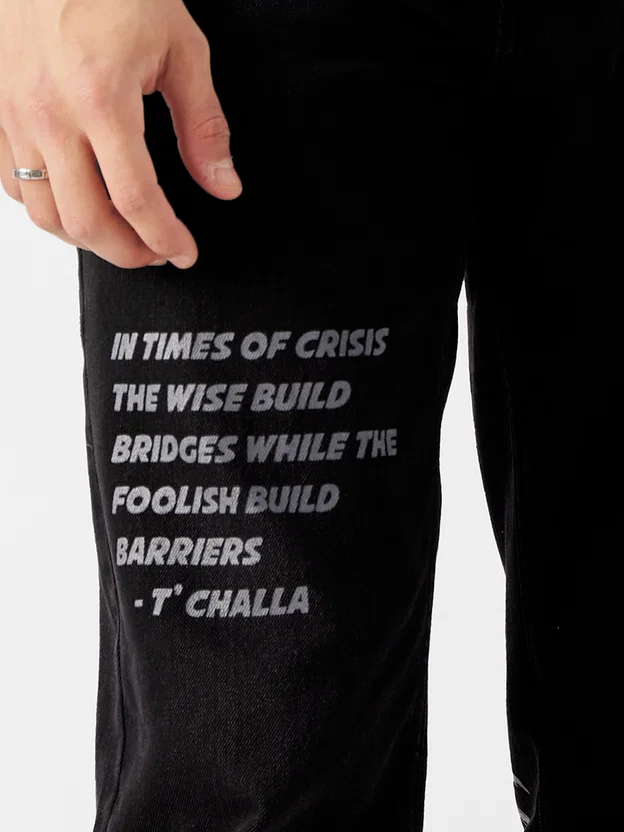 IN TIMES OF CRISIS
THE WISE BUILD
BRIDGES WHILE THE
FOOLISH BUILD
BARRIERS
- T'CHALLA